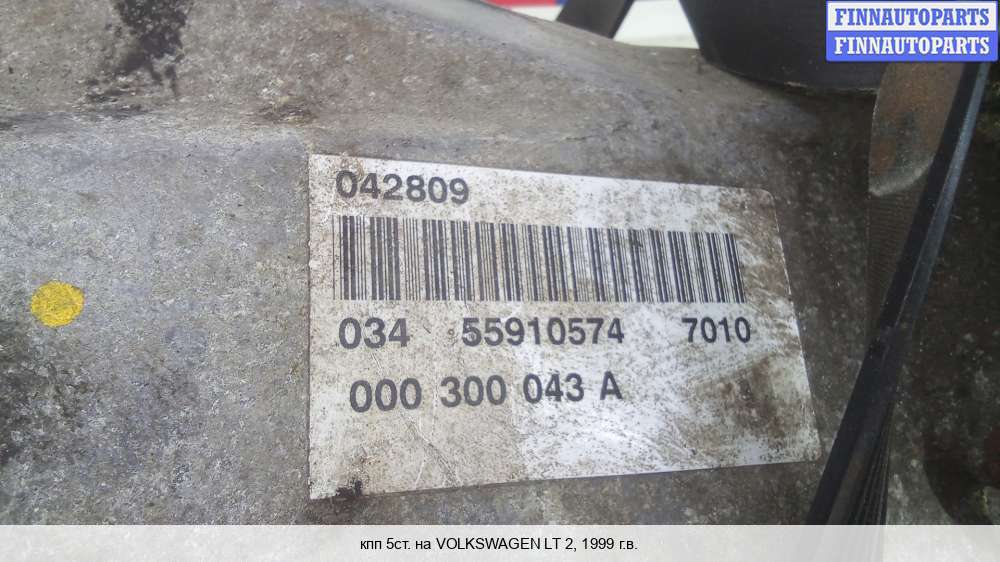 FINNAUTOPARTS
FINNAUTOPARTS
042809
034 55910574 7010
000 300 043 A
кпп 5ст. на VOLKSWAGEN LT 2, 1999 г.в.